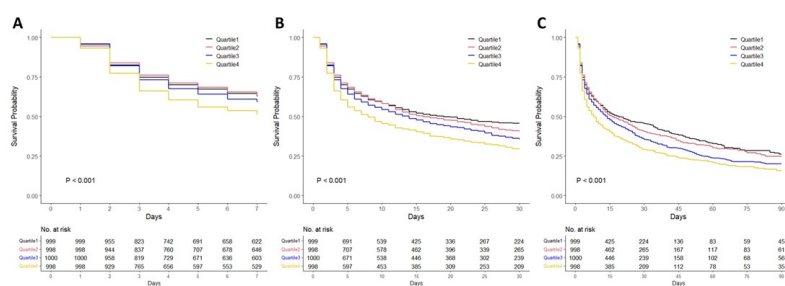 A
B
C
Survival Probability
1.00
0.75
0.50
0.25
0.00
Quartile1
Quartile2
Quartile3
Quartile4
P < 0.001
0 1 2 3 4 5 6 7
Days
No. at risk
Quartile1 999 999 955 823 742 691 658 622
Quartile2 998 998 944 837 760 707 678 646
Quartile3 1000 1000 958 819 729 671 636 603
Quartile4 998 998 929 765 656 597 553 529
0 1 2 3 4 5 6 7
Days
Survival Probability
1.00
0.75
0.50
0.25
0.00
Quartile1
Quartile2
Quartile3
Quartile4
P < 0.001
0 5 10 15 20 25 30
Days
No. at risk
Quartile1 999 691 539 425 336 267 224
Quartile2 998 707 578 462 396 339 265
Quartile3 1000 671 538 446 368 302 239
Quartile4 998 597 453 385 309 253 209
0 5 10 15 20 25 30
Days
Survival Probability
1.00
0.75
0.50
0.25
0.00
Quartile1
Quartile2
Quartile3
Quartile4
P < 0.001
0 15 30 45 60 75 90
Days
No. at risk
Quartile1 999 425 224 136 83 59 45
Quartile2 998 462 265 167 117 83 61
Quartile3 1000 446 239 158 102 68 56
Quartile4 998 385 209 112 78 53 35
0 15 30 45 60 75 90
Days